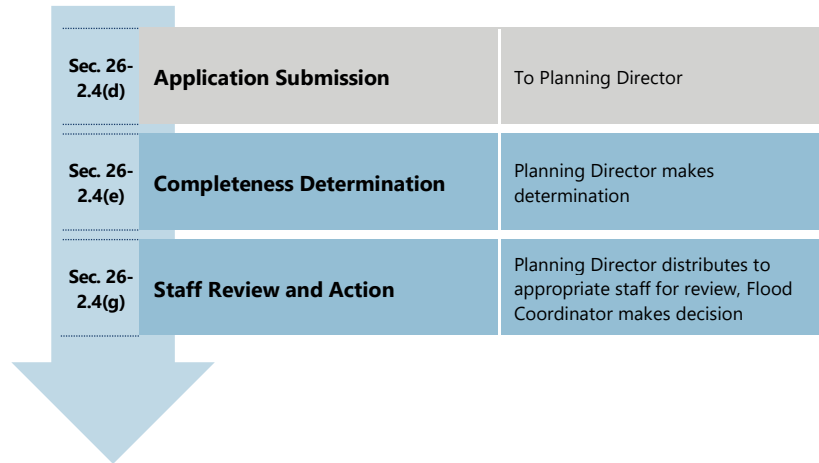 Sec. 26-
2.4(d)
Application Submission
To Planning Director
Sec. 26-
2.4(e)
Completeness Determination
Planning Director makes
determination
Sec. 26-
2.4(g)
Staff Review and Action
Planning Director distributes to
appropriate staff for review, Flood
Coordinator makes decision